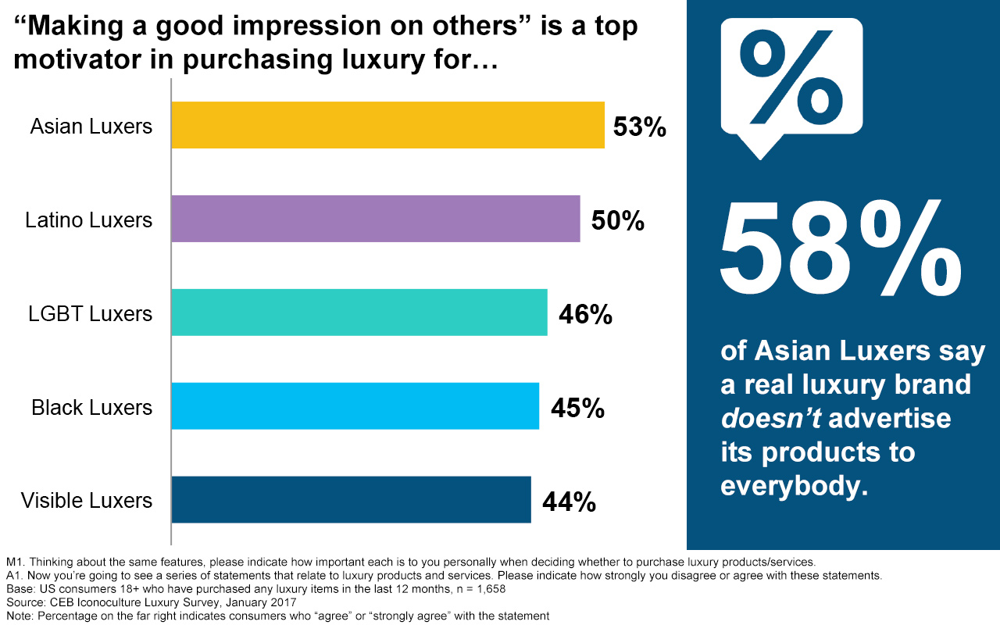 “Making a good impression on others” is a top
motivator in purchasing luxury for…
Asian Luxers
53%
Latino Luxers
50%
LGBT Luxers
46%
Black Luxers
45%
Visible Luxers
44%
%
58%
of Asian Luxers say
a real luxury brand
doesn’t advertise
its products to
everybody.
M1. Thinking about the same features, please indicate how important each is to you personally when deciding whether to purchase luxury products/services.
A1. Now you’re going to see a series of statements that relate to luxury products and services. Please indicate how strongly you disagree or agree with these statements.
Base: US consumers 18+ who have purchased any luxury items in the last 12 months, n = 1,658
Source: CEB Iconoculture Luxury Survey, January 2017
Note: Percentage on the far right indicates consumers who “agree” or “strongly agree” with the statement